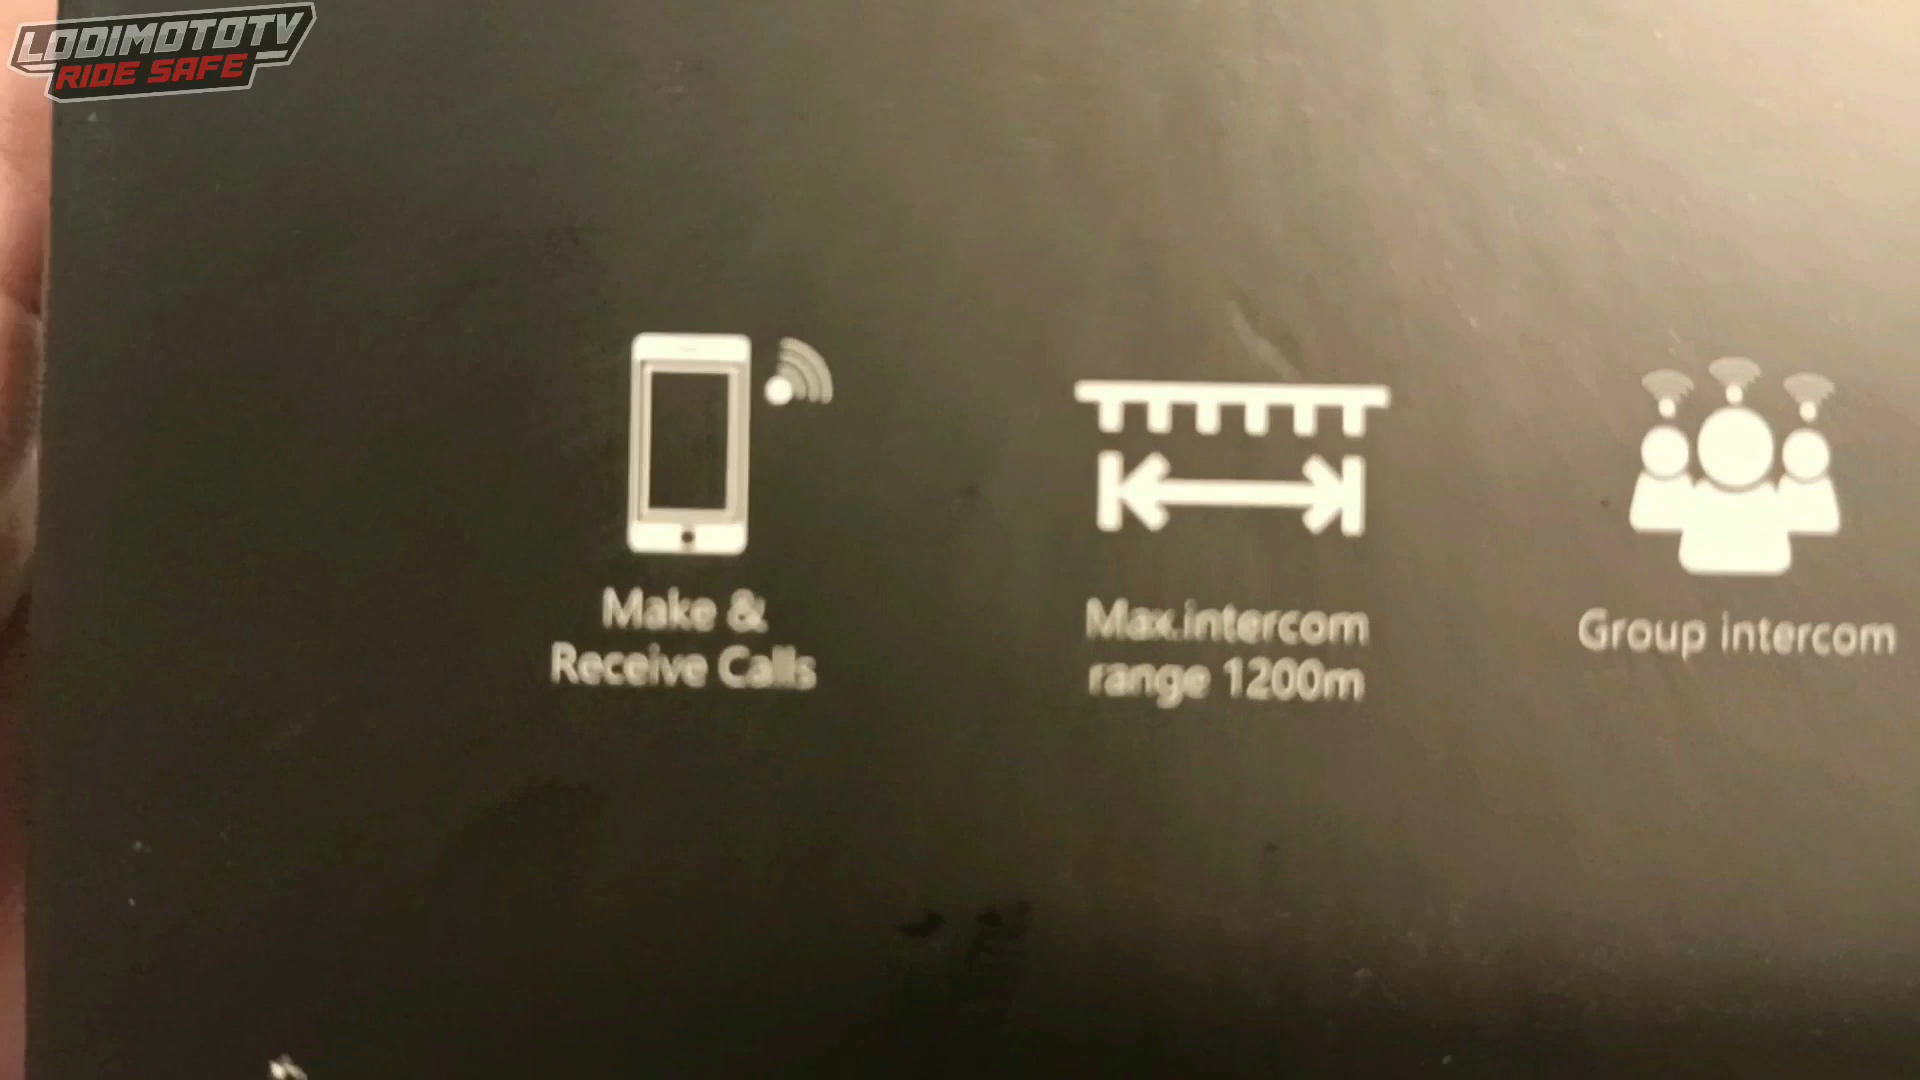 LODIMOTOTV
RIDE SAFE
Make &
Receive Calls
Max.intercom
range 1200m
Group intercom